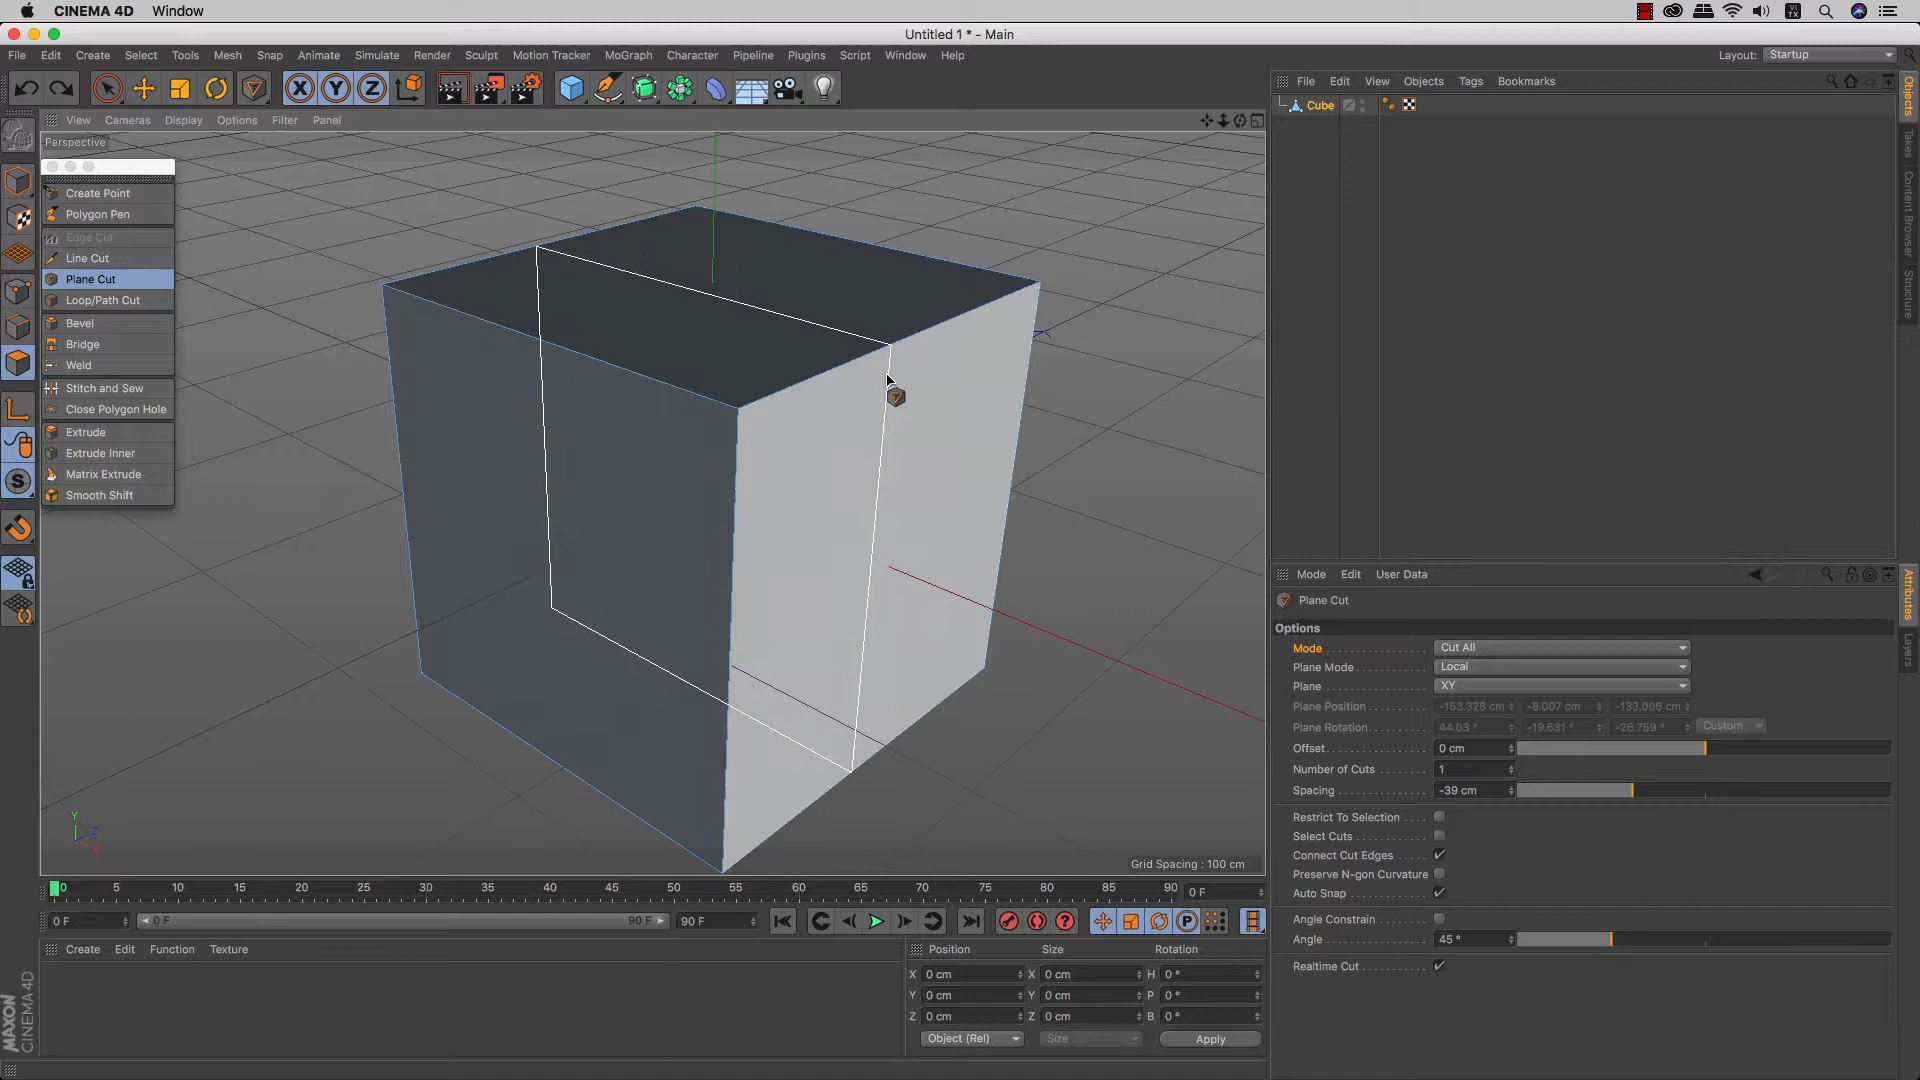 CINEMA 4D Window
Untitled 1 * - Main
File Edit Create Select Tools Mesh Snap Animate Simulate Render Sculpt Motion Tracker MoGraph Character Pipeline Plugins Script Window Help
Layout: Startup
X Y Z
View Cameras Display Options Filter Panel
Perspective
Create Point
Polygon Pen
Edge Cut
Line Cut
Plane Cut
Loop/Path Cut
Bevel
Bridge
Weld
Stitch and Sew
Close Polygon Hole
Extrude
Extrude Inner
Matrix Extrude
Smooth Shift
Y
Z
X
Grid Spacing : 100 cm
0 5 10 15 20 25 30 35 40 45 50 55 60 65 70 75 80 85 90 0 F
0 F 0 F 90 F 90 F
Create Edit Function Texture
Position Size Rotation
X 0 cm X 0 cm H 0 °
Y 0 cm Y 0 cm P 0 °
Z 0 cm Z 0 cm B 0 °
Object (Rel) Size Apply
MAXON
CINEMA 4D
File Edit View Objects Tags Bookmarks
Cube
Objects
Takes
Content Browser
Structure
Mode Edit User Data
Plane Cut
Options
Mode Cut All
Plane Mode Local
Plane XY
Plane Position -153.328 cm -8.007 cm -133.006 cm
Plane Rotation 44.03 ° -19.631 ° -26.759 ° Custom
Offset 0 cm
Number of Cuts 1
Spacing -39 cm
Restrict To Selection
Select Cuts
Connect Cut Edges
Preserve N-gon Curvature
Auto Snap
Angle Constrain
Angle 45 °
Realtime Cut
Attributes
Layers